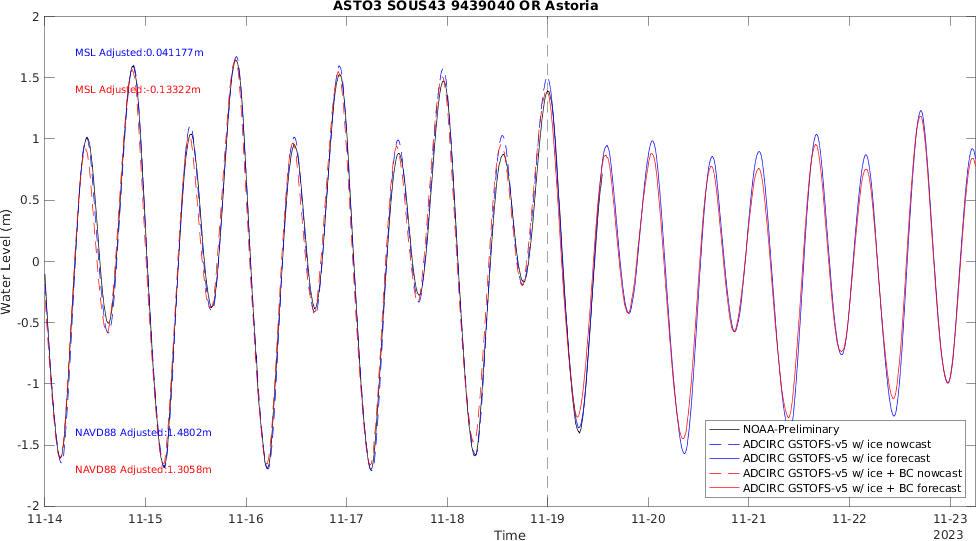 ASTO3 SOUS43 9439040 OR Astoria
2
1.5
1
0.5
0
-0.5
-1
-1.5
-2
Water Level (m)
MSL Adjusted:0.041177m
MSL Adjusted:-0.13322m
NAVD88 Adjusted:1.4802m
NAVD88 Adjusted:1.3058m
NOAA-Preliminary
ADCIRC GSTOFS-v5 w/ ice nowcast
ADCIRC GSTOFS-v5 w/ ice forecast
ADCIRC GSTOFS-v5 w/ ice + BC nowcast
ADCIRC GSTOFS-v5 w/ ice + BC forecast
11-14 11-15 11-16 11-17 11-18 11-19 11-20 11-21 11-22 11-23
2023
Time